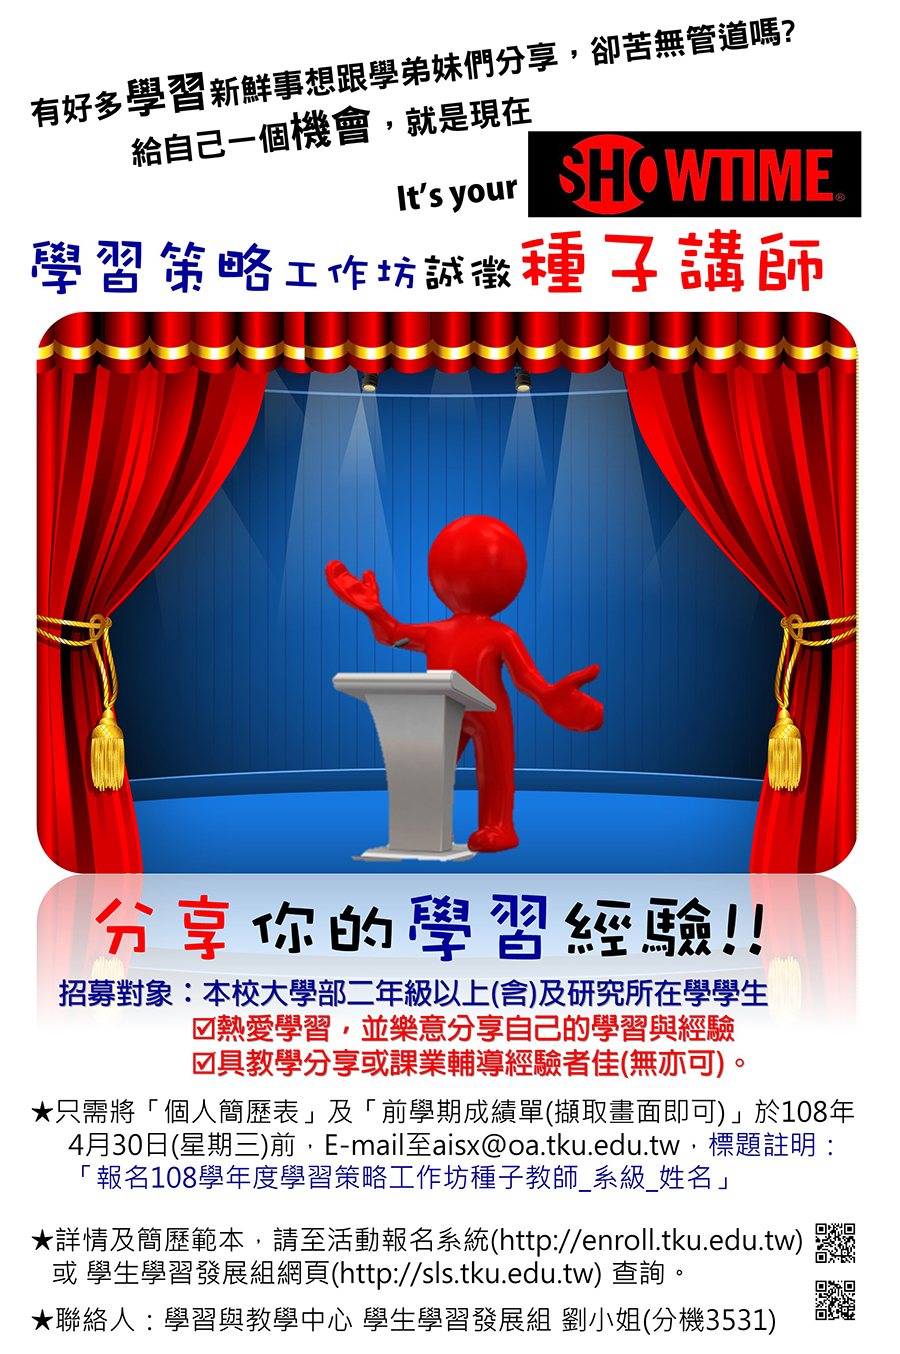 有好多學習新鮮事想跟學弟妹們分享，卻苦無管道嗎?
給自己一個機會，就是現在
It's your SHOWTIME®
學習策略工作坊誠徵種子講師
分享你的學習經驗!!
招募對象：本校大學部二年級以上(含)及研究所在學學生
☑熱愛學習，並樂意分享自己的學習與經驗
☑具教學分享或課業輔導經驗者佳(無亦可)。
★只需將「個人簡歷表」及「前學期成績單(擷取畫面即可)」於108年
4月30日(星期三)前，E-mail至aisx@oa.tku.edu.tw，標題註明：
「報名108學年度學習策略工作坊種子教師_系級_姓名」
★詳情及簡歷範本，請至活動報名系統(http://enroll.tku.edu.tw)
或 學生學習發展組網頁(http://sls.tku.edu.tw) 查詢。
★聯絡人：學習與教學中心 學生學習發展組 劉小姐(分機3531)